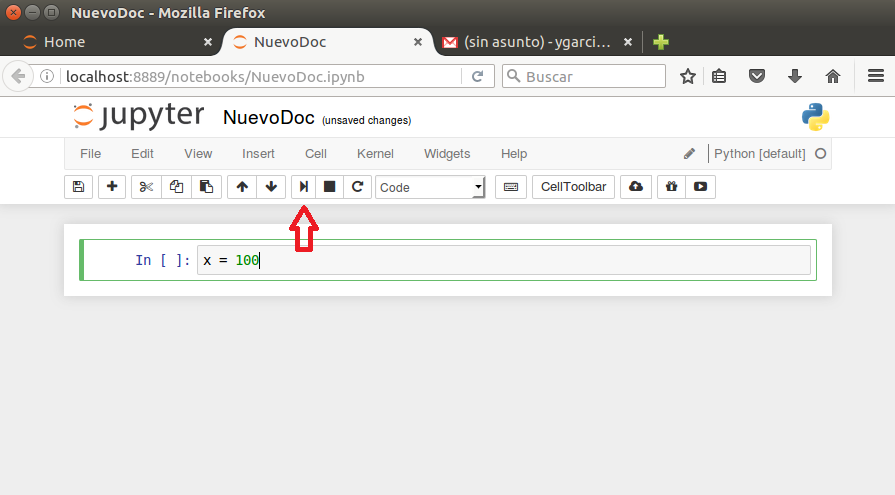 NuevoDoc - Mozilla Firefox
Home
NuevoDoc
(sin asunto) - ygarci...
localhost:8889/notebooks/NuevoDoc.ipynb
Buscar
jupyter NuevoDoc (unsaved changes)
File Edit View Insert Cell Kernel Widgets Help Python [default]
Code CellToolbar
In [ ]: x = 100